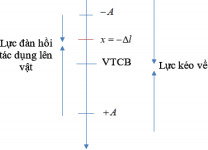 −A
x = −Δl
Lực đàn hồi
tác dụng lên
vật
VTCB
Lực kéo về
+A